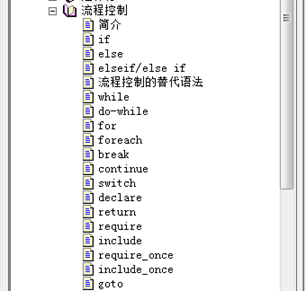 流程控制
简介
if
else
elseif/else if
流程控制的替代语法
while
do-while
for
foreach
break
continue
switch
declare
return
require
include
require_once
include_once
goto